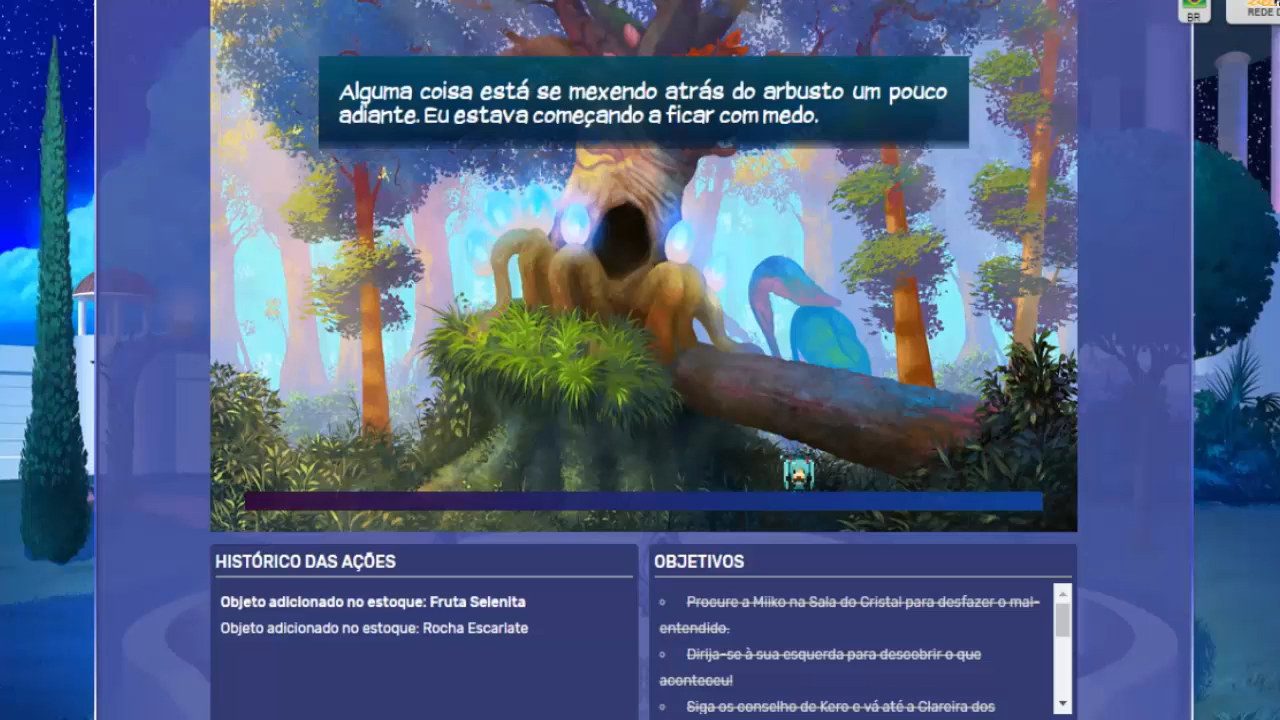 BR
REDE
Alguma coisa está se mexendo atrás do arbusto um pouco
adiante. Eu estava começando a ficar com medo.
HISTÓRICO DAS AÇÕES
Objeto adicionado no estoque: Fruta Selenita
Objeto adicionado no estoque: Rocha Escarlate
OBJETIVOS
Procure a Miiko na Sala do Cristal para desfazer o mal-
entendido.
Dirija-se à sua esquerda para descobrir o que
aconteceu!
Siga os conselho de Kero e vá até a Clareira dos